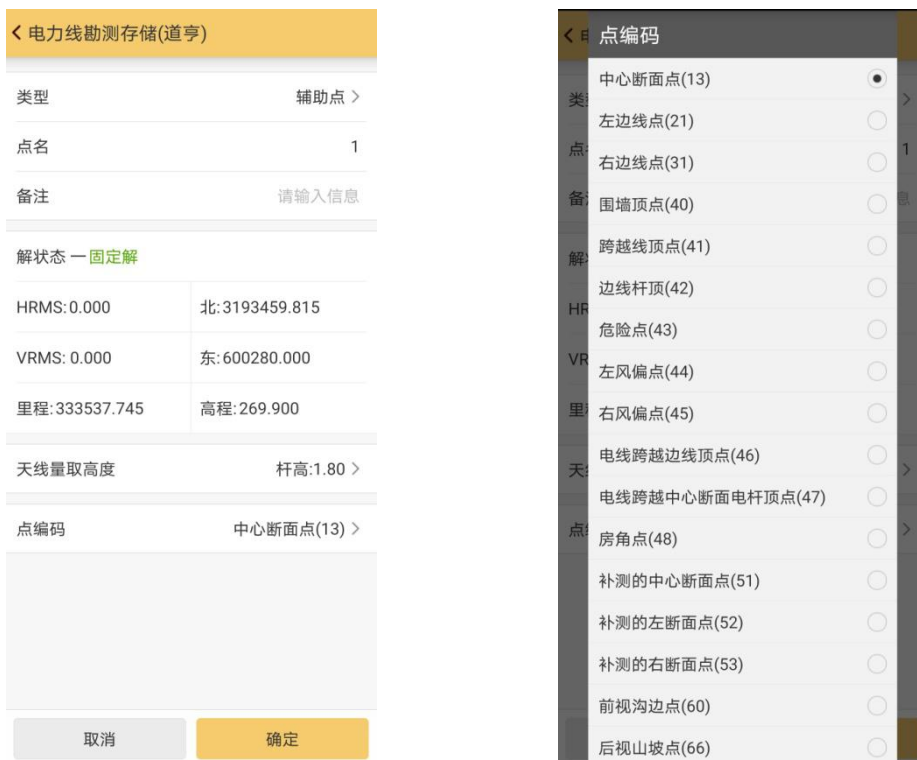 电力线勘测存储(道亨)
类型 辅助点
点名 1
备注 请输入信息
解状态 一 固定解
HRMS:0.000 北:3193459.815
VRMS: 0.000 东:600280.000
里程:333537.745 高程:269.900
天线量取高度 杆高:1.80
点编码 中心断面点(13)
取消 确定
点编码
中心断面点(13)
左边线点(21)
右边线点(31)
围墙顶点(40)
跨越线顶点(41)
边线杆顶(42)
危险点(43)
左风偏点(44)
右风偏点(45)
电线跨越边线顶点(46)
电线跨越中心断面电杆顶点(47)
房角点(48)
补测的中心断面点(51)
补测的左断面点(52)
补测的右断面点(53)
前视沟边点(60)
后视山坡点(66)